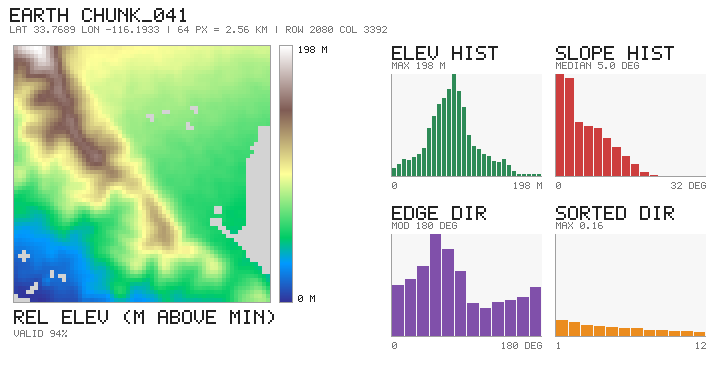 EARTH CHUNK_041
LAT 33.7689 LON -116.1933 | 64 PX = 2.56 KM | ROW 2080 COL 3392
198 M
0 M
REL ELEV (M ABOVE MIN)
VALID 94%
ELEV HIST
MAX 198 M
0 198 M
SLOPE HIST
MEDIAN 5.0 DEG
0 32 DEG
EDGE DIR
MOD 180 DEG
0 180 DEG
SORTED DIR
MAX 0.16
1 12